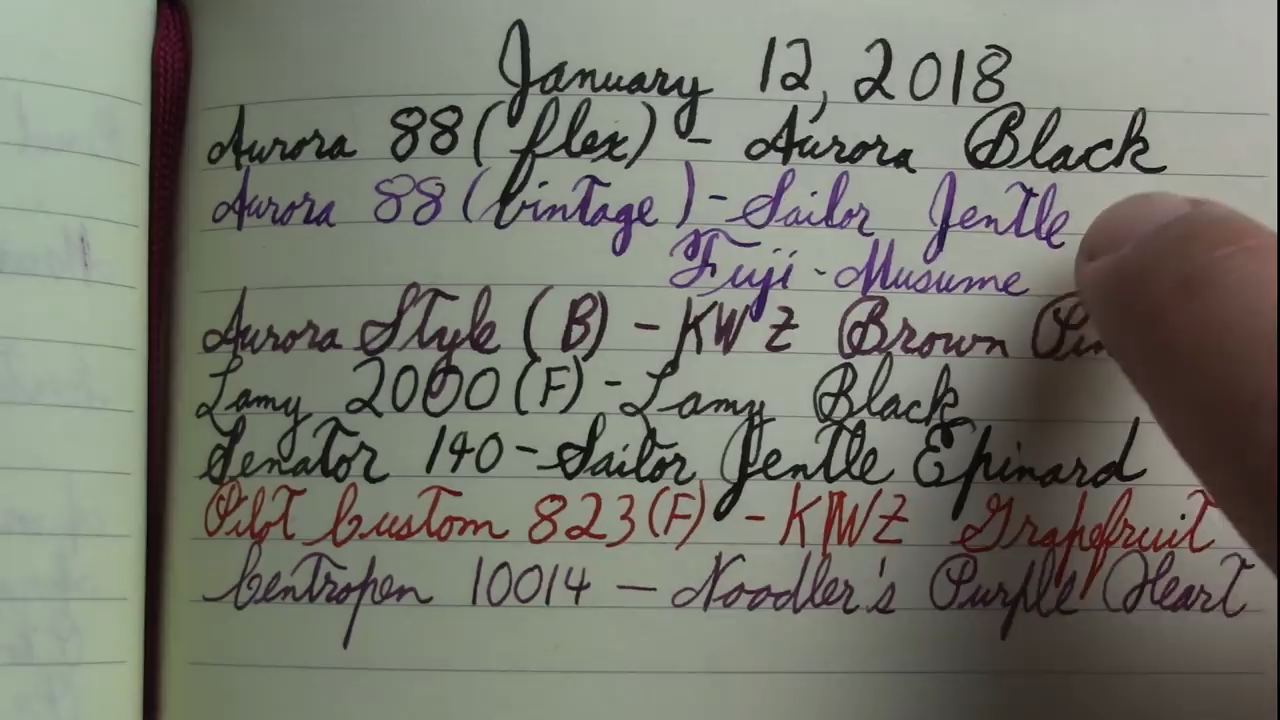 January 12, 2018
Aurora 88 (flex) - Aurora Black
Aurora 88 (vintage) - Sailor Jentle
Fuji-Musume
Aurora Style (B) - KWZ Brown
Lamy 2000 (F) - Lamy Black
Senator 140 - Sailor Jentle Epinard
Pilot Custom 823 (F) - KWZ Grapefruit
Centropen 10014 — Noodler's Purple Heart